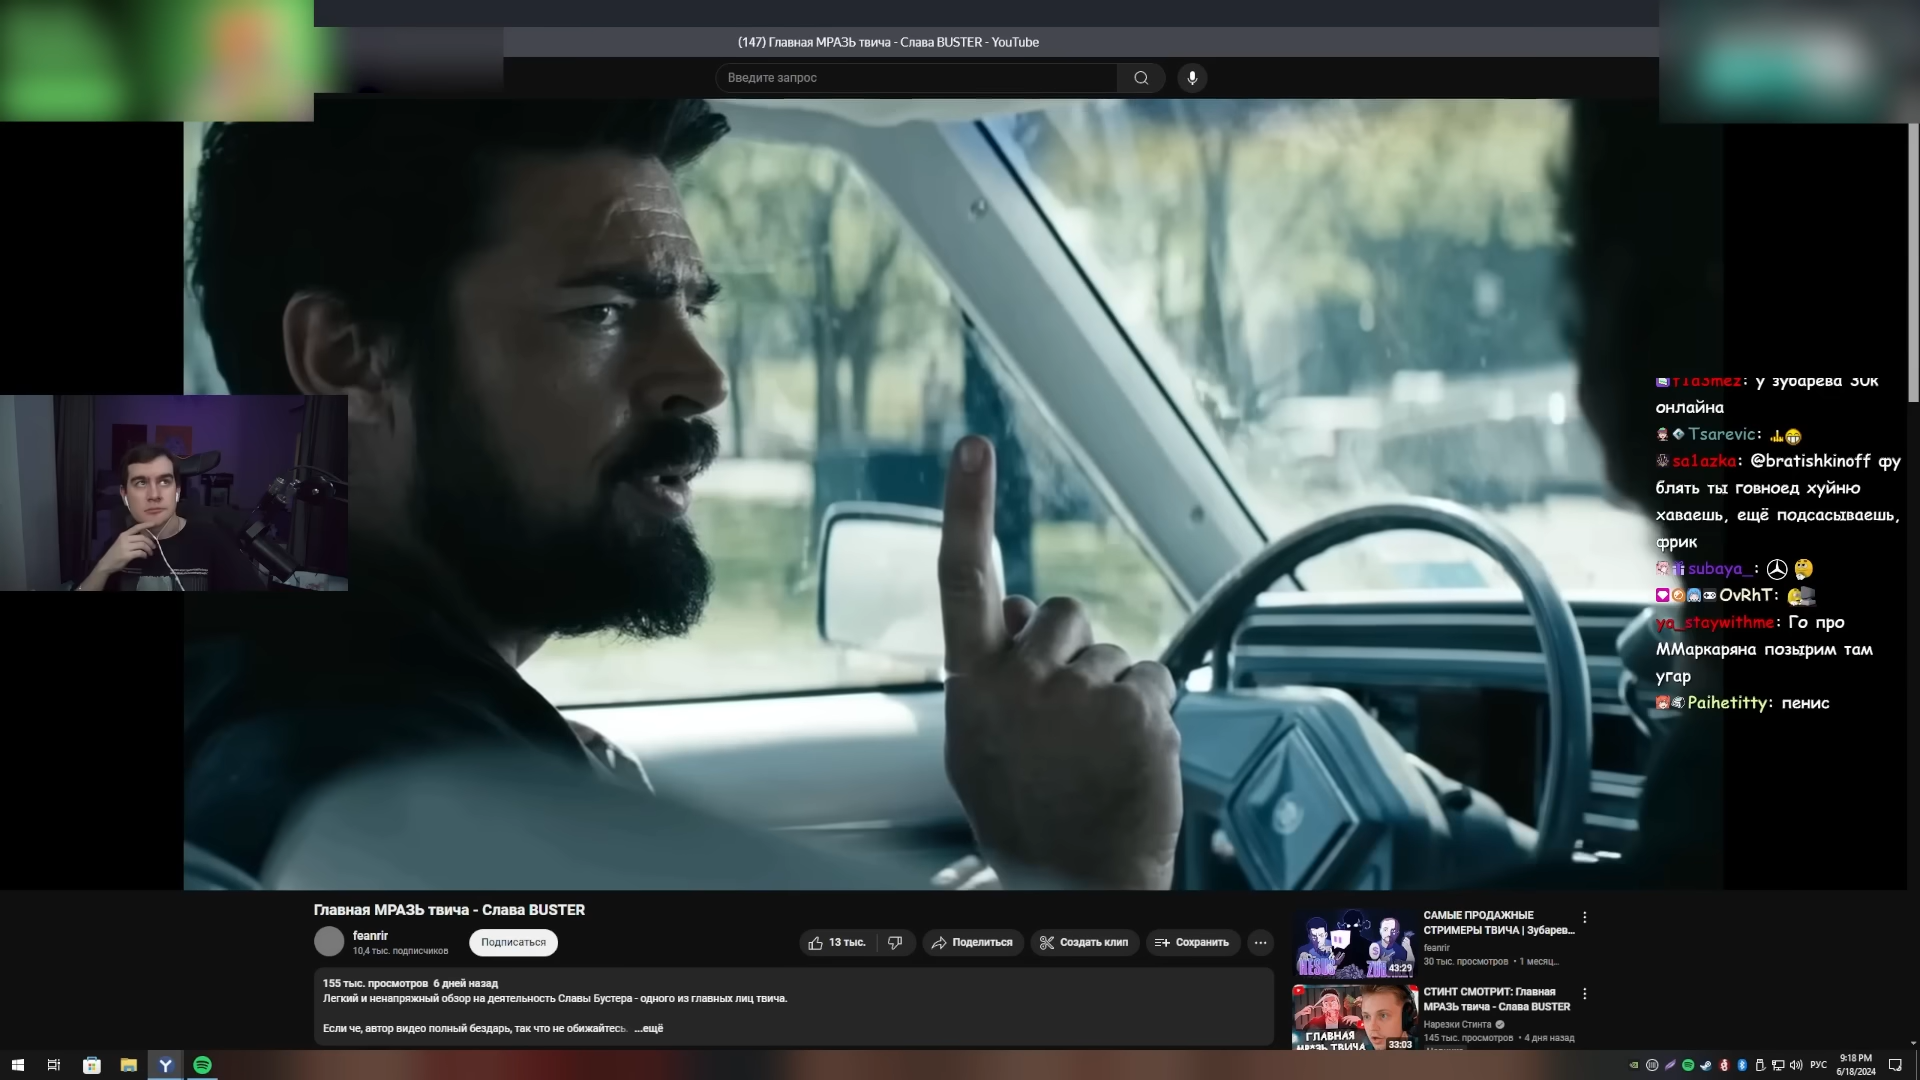 (147) Главная МРАЗЬ твича - Слава BUSTER - YouTube
Введите запрос
f1a3mez: у зубарева 30к
онлайна
Tsarevic:
sa1azka: @bratishkinoff фу
блять ты говноед хуйню
хаваешь, ещё подсасываешь,
фрик
subaya_:
OvRhT:
ya_staywithme: Го про
ММаркаряна позырим там
угар
Paihetitty: пенис
Главная МРАЗЬ твича - Слава BUSTER
feanrir
10,4 тыс. подписчиков
Подписаться
13 тыс.
Поделиться
Создать клип
Сохранить
155 тыс. просмотров 6 дней назад
Легкий и ненапряжный обзор на деятельность Славы Бустера - одного из главных лиц твича.
Если че, автор видео полный бездарь, так что не обижайтесь. ...ещё
43:29
САМЫЕ ПРОДАЖНЫЕ
СТРИМЕРЫ ТВИЧА | Зубарев...
feanrir
30 тыс. просмотров • 1 месяц...
ГЛАВНАЯ
МРАЗЬ ТВИЧА
33:03
СТИНТ СМОТРИТ: Главная
МРАЗЬ твича - Слава BUSTER
Нарезки Стинта
145 тыс. просмотров • 4 дня назад
РУС
9:18 PM
6/18/2024